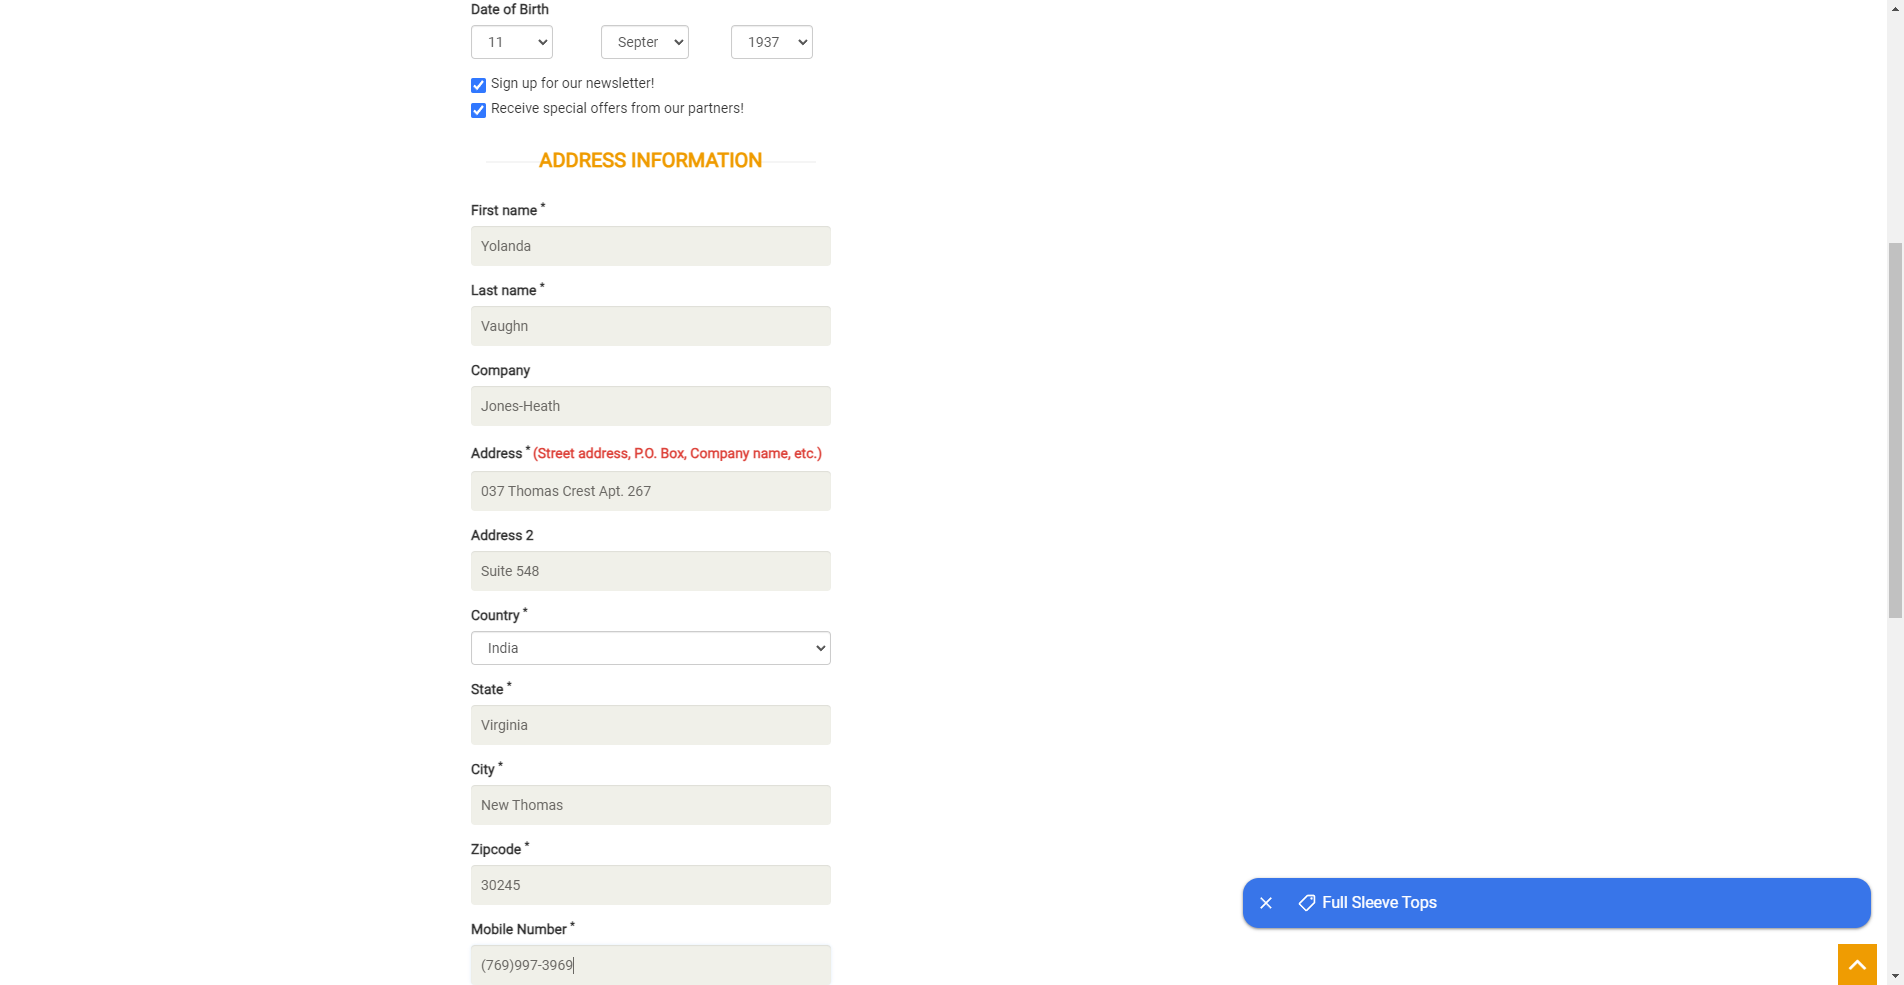 Date of Birth
11 Septer 1937
Sign up for our newsletter!
Receive special offers from our partners!
ADDRESS INFORMATION
First name *
Yolanda
Last name *
Vaughn
Company
Jones-Heath
Address * (Street address, P.O. Box, Company name, etc.)
037 Thomas Crest Apt. 267
Address 2
Suite 548
Country *
India
State *
Virginia
City *
New Thomas
Zipcode *
30245
Full Sleeve Tops
Mobile Number *
(769)997-3969